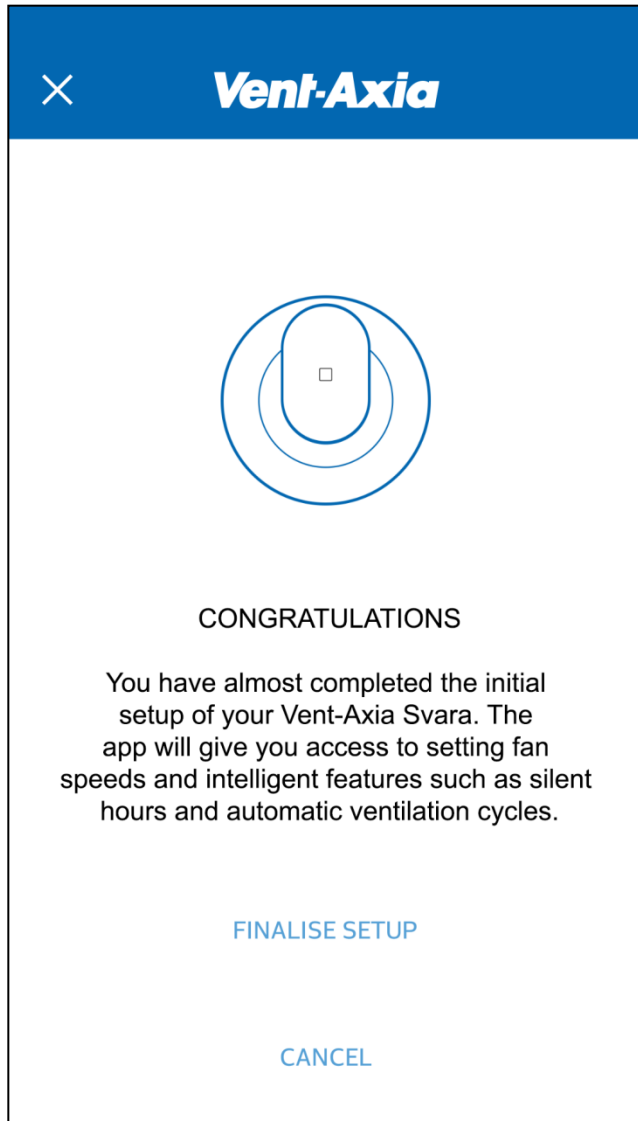 Vent-Axia
CONGRATULATIONS
You have almost completed the initial
setup of your Vent-Axia Svara. The
app will give you access to setting fan
speeds and intelligent features such as silent
hours and automatic ventilation cycles.
FINALISE SETUP
CANCEL